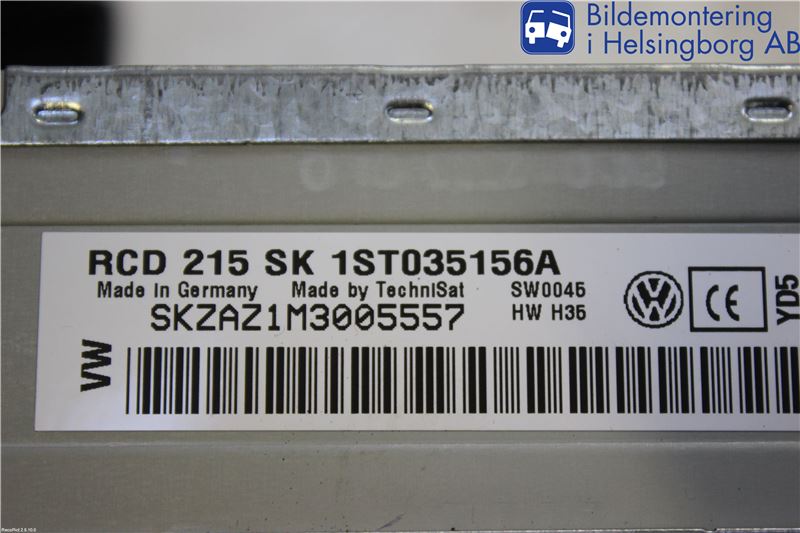 Bildemontering
i Helsingborg AB
RCD 215 SK 1ST035156A
Made in Germany Made by TechniSat SW0045
SKZAZ1M3005557 HW H35
VW
CE
YD5